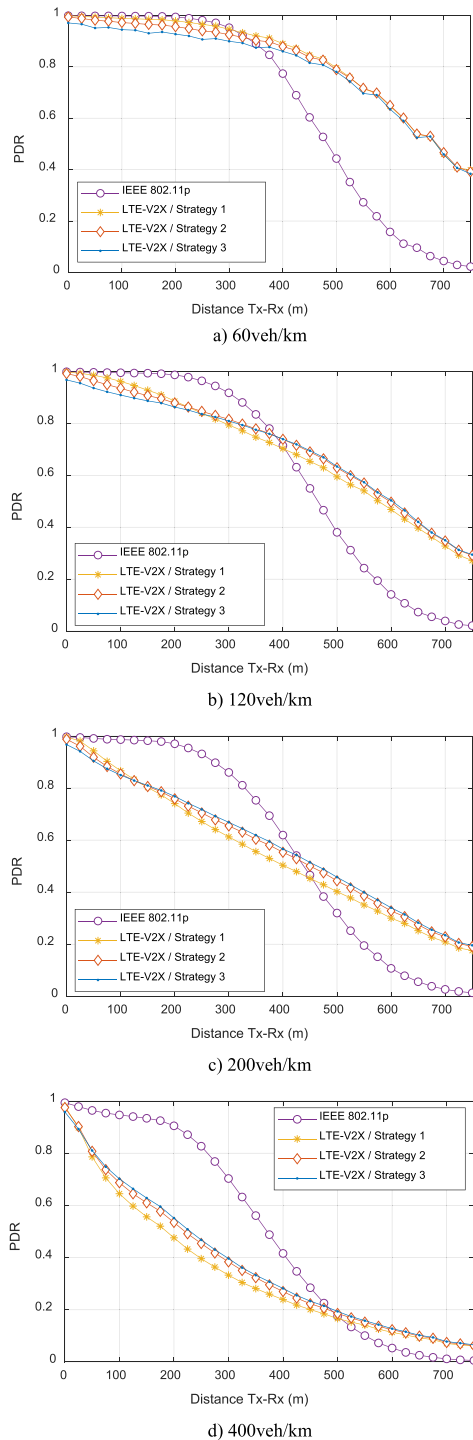 1
0.8
0.6
0.4
0.2
0
PDR
IEEE 802.11p
LTE-V2X / Strategy 1
LTE-V2X / Strategy 2
LTE-V2X / Strategy 3
0 100 200 300 400 500 600 700
Distance Tx-Rx (m)
a) 60veh/km
1
0.8
0.6
0.4
0.2
0
PDR
IEEE 802.11p
LTE-V2X / Strategy 1
LTE-V2X / Strategy 2
LTE-V2X / Strategy 3
0 100 200 300 400 500 600 700
Distance Tx-Rx (m)
b) 120veh/km
1
0.8
0.6
0.4
0.2
0
PDR
IEEE 802.11p
LTE-V2X / Strategy 1
LTE-V2X / Strategy 2
LTE-V2X / Strategy 3
0 100 200 300 400 500 600 700
Distance Tx-Rx (m)
c) 200veh/km
1
0.8
0.6
0.4
0.2
0
PDR
IEEE 802.11p
LTE-V2X / Strategy 1
LTE-V2X / Strategy 2
LTE-V2X / Strategy 3
0 100 200 300 400 500 600 700
Distance Tx-Rx (m)
d) 400veh/km